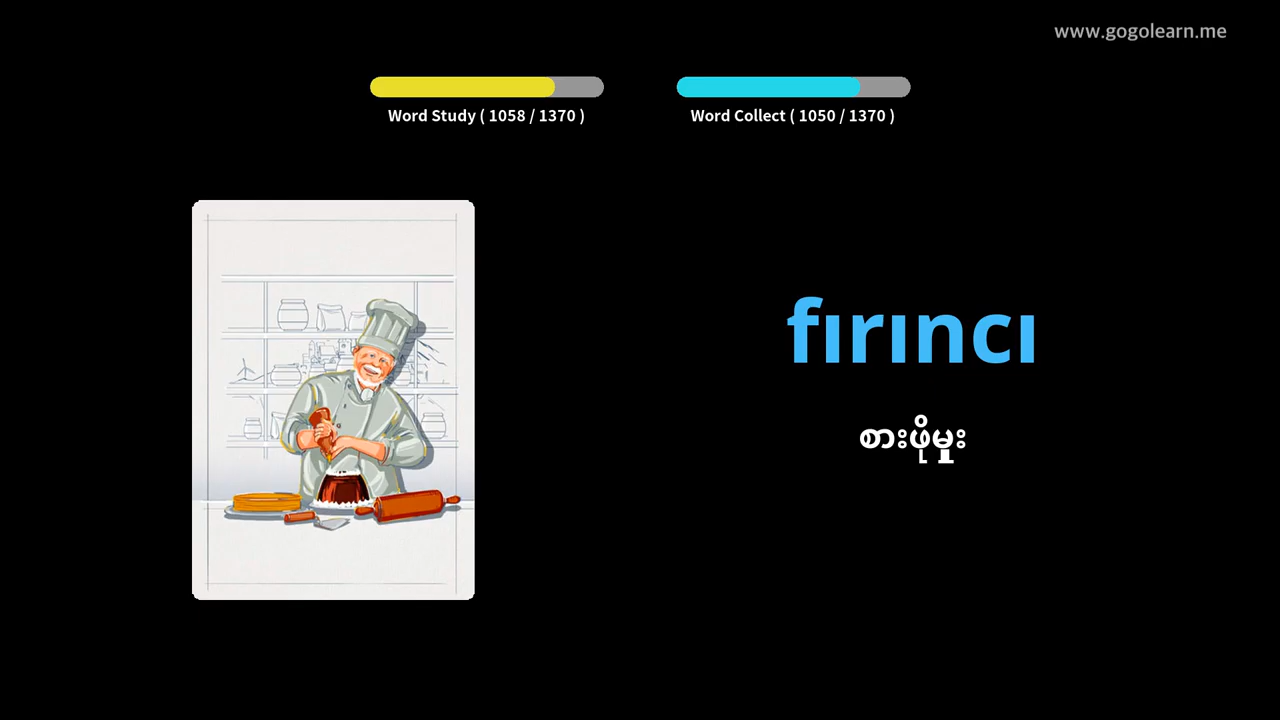 www.gogolearn.me
Word Study ( 1058 / 1370 )
Word Collect ( 1050 / 1370 )
fırıncı
စားဖိုမှူး